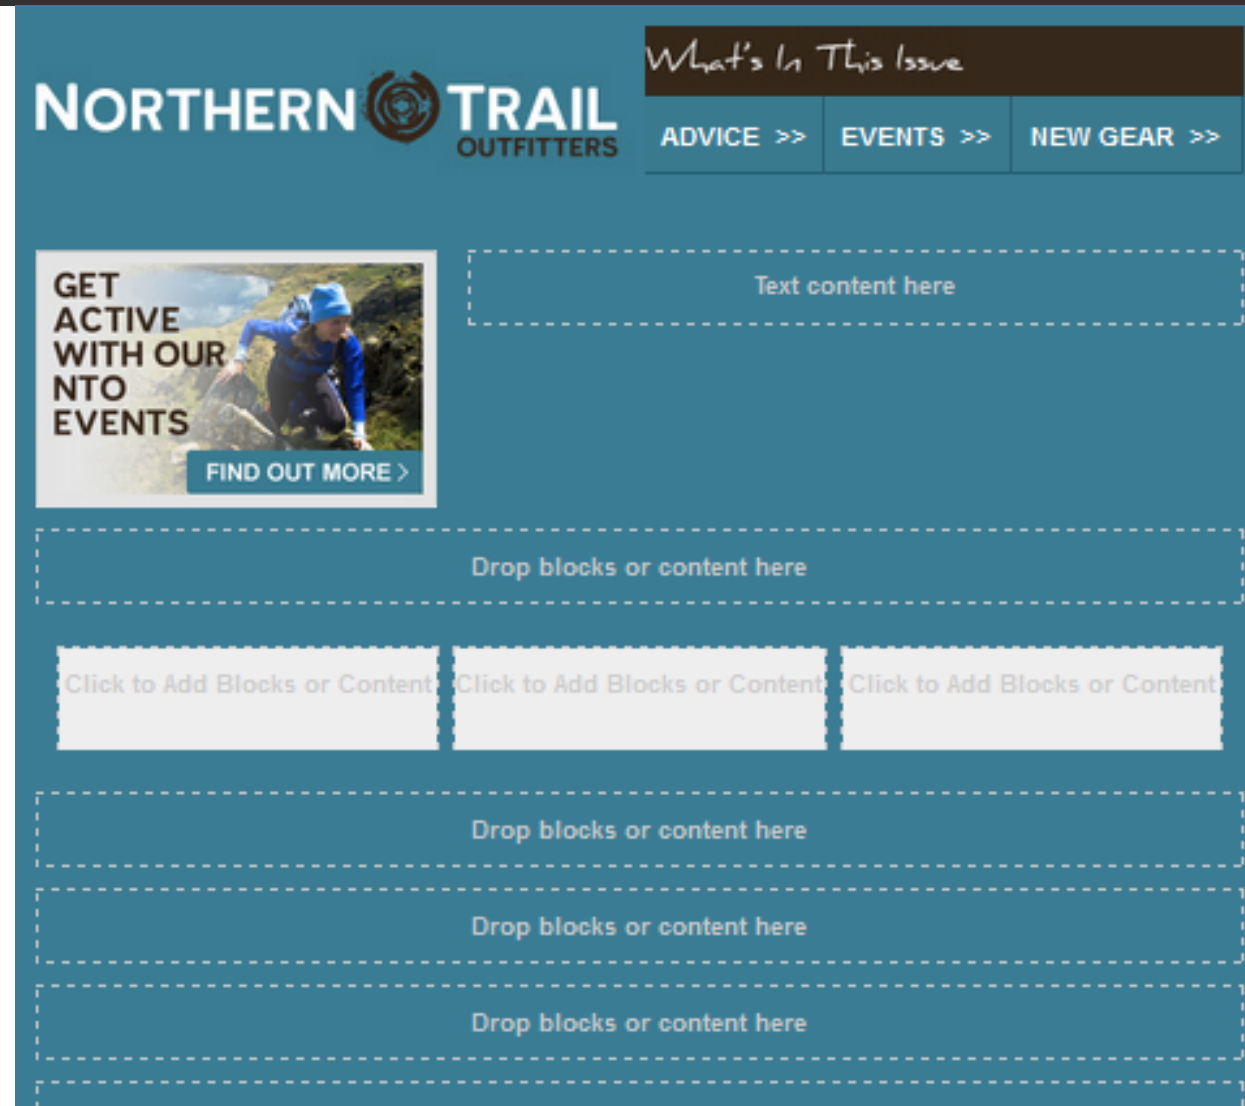 NORTHERN TRAIL
OUTFITTERS
What's In This Issue
ADVICE >> EVENTS >> NEW GEAR >>
GET
ACTIVE
WITH OUR
NTO
EVENTS
FIND OUT MORE >
Text content here
Drop blocks or content here
Click to Add Blocks or Content Click to Add Blocks or Content Click to Add Blocks or Content
Drop blocks or content here
Drop blocks or content here
Drop blocks or content here